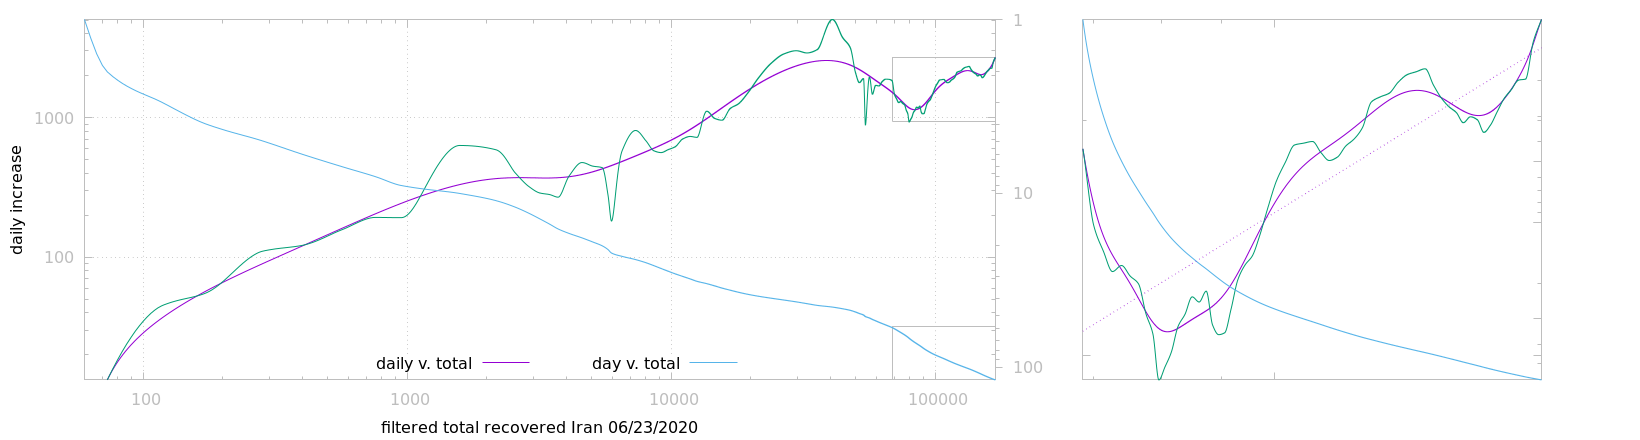 1
1000
10
daily increase
100
daily v. total day v. total
100
100 1000 10000 100000
filtered total recovered Iran 06/23/2020